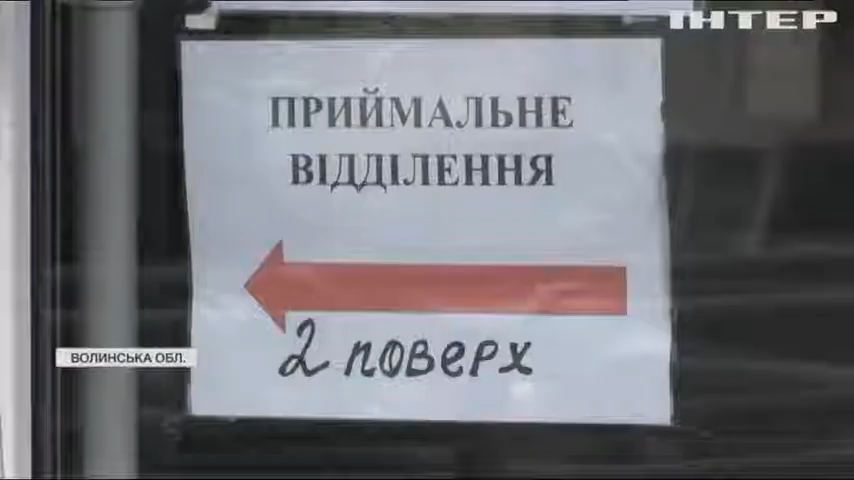 ІНТЕР
ПРИЙМАЛЬНЕ
ВІДДІЛЕННЯ
2 поверх
ВОЛИНСЬКА ОБЛ.